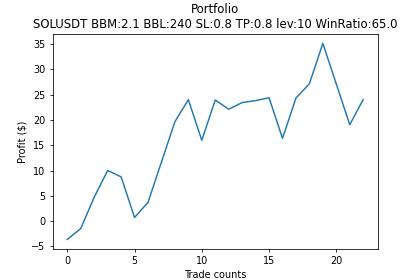 Portfolio
SOLUSDT BBM:2.1 BBL:240 SL:0.8 TP:0.8 lev:10 WinRatio:65.0
35
30
25
20
15
10
5
0
−5
Profit ($)
0 5 10 15 20
Trade counts